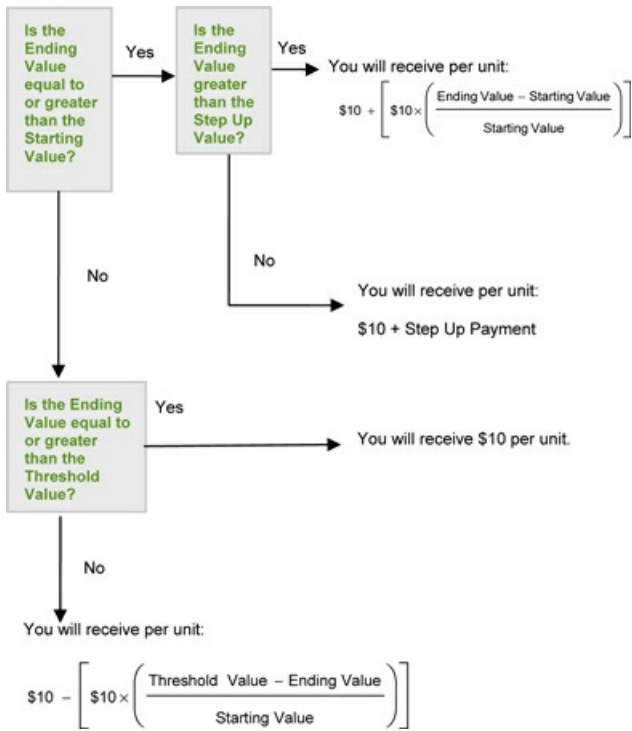 Is the
Ending
Value
equal to
or greater
than the
Starting
Value?
Yes
Is the
Ending
Value
greater
than the
Step Up
Value?
Yes
You will receive per unit:
$10 + [ $10 × ( Ending Value – Starting Value
Starting Value ) ]
No
No
You will receive per unit:
$10 + Step Up Payment
Is the Ending
Value equal to
or greater
than the
Threshold
Value?
Yes
You will receive $10 per unit.
No
You will receive per unit:
$10 – [ $10 × ( Threshold Value – Ending Value
Starting Value ) ]